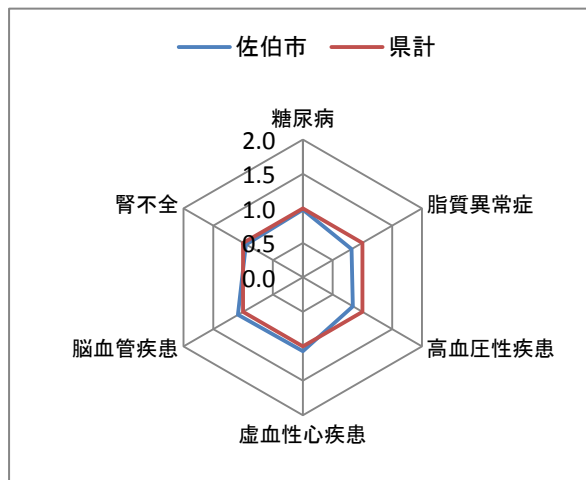 佐伯市 県計
糖尿病
2.0
1.5
腎不全 1.0 脂質異常症
0.5
0.0
脳血管疾患 高血圧性疾患
虚血性心疾患